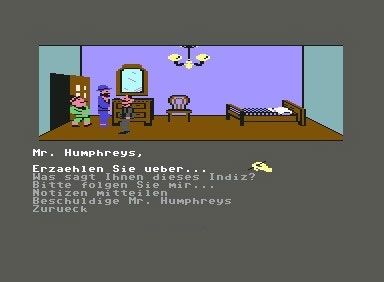 Mr. Humphreys,
Erzaehlen Sie ueber...
Was sagt Ihnen dieses Indiz?
Bitte folgen Sie mir...
Notizen mitteilen
Beschuldige Mr. Humphreys
Zurueck